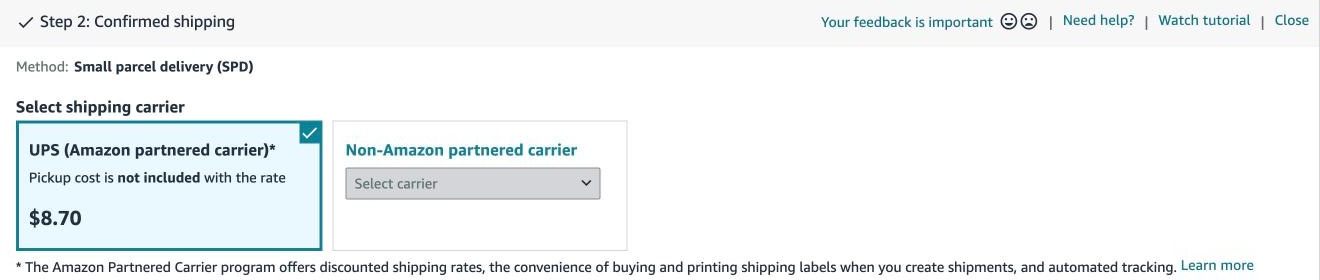 Step 2: Confirmed shipping
Your feedback is important | Need help? | Watch tutorial | Close
Method: Small parcel delivery (SPD)
Select shipping carrier
UPS (Amazon partnered carrier)*
Pickup cost is not included with the rate
$8.70
Non-Amazon partnered carrier
Select carrier
* The Amazon Partnered Carrier program offers discounted shipping rates, the convenience of buying and printing shipping labels when you create shipments, and automated tracking. Learn more